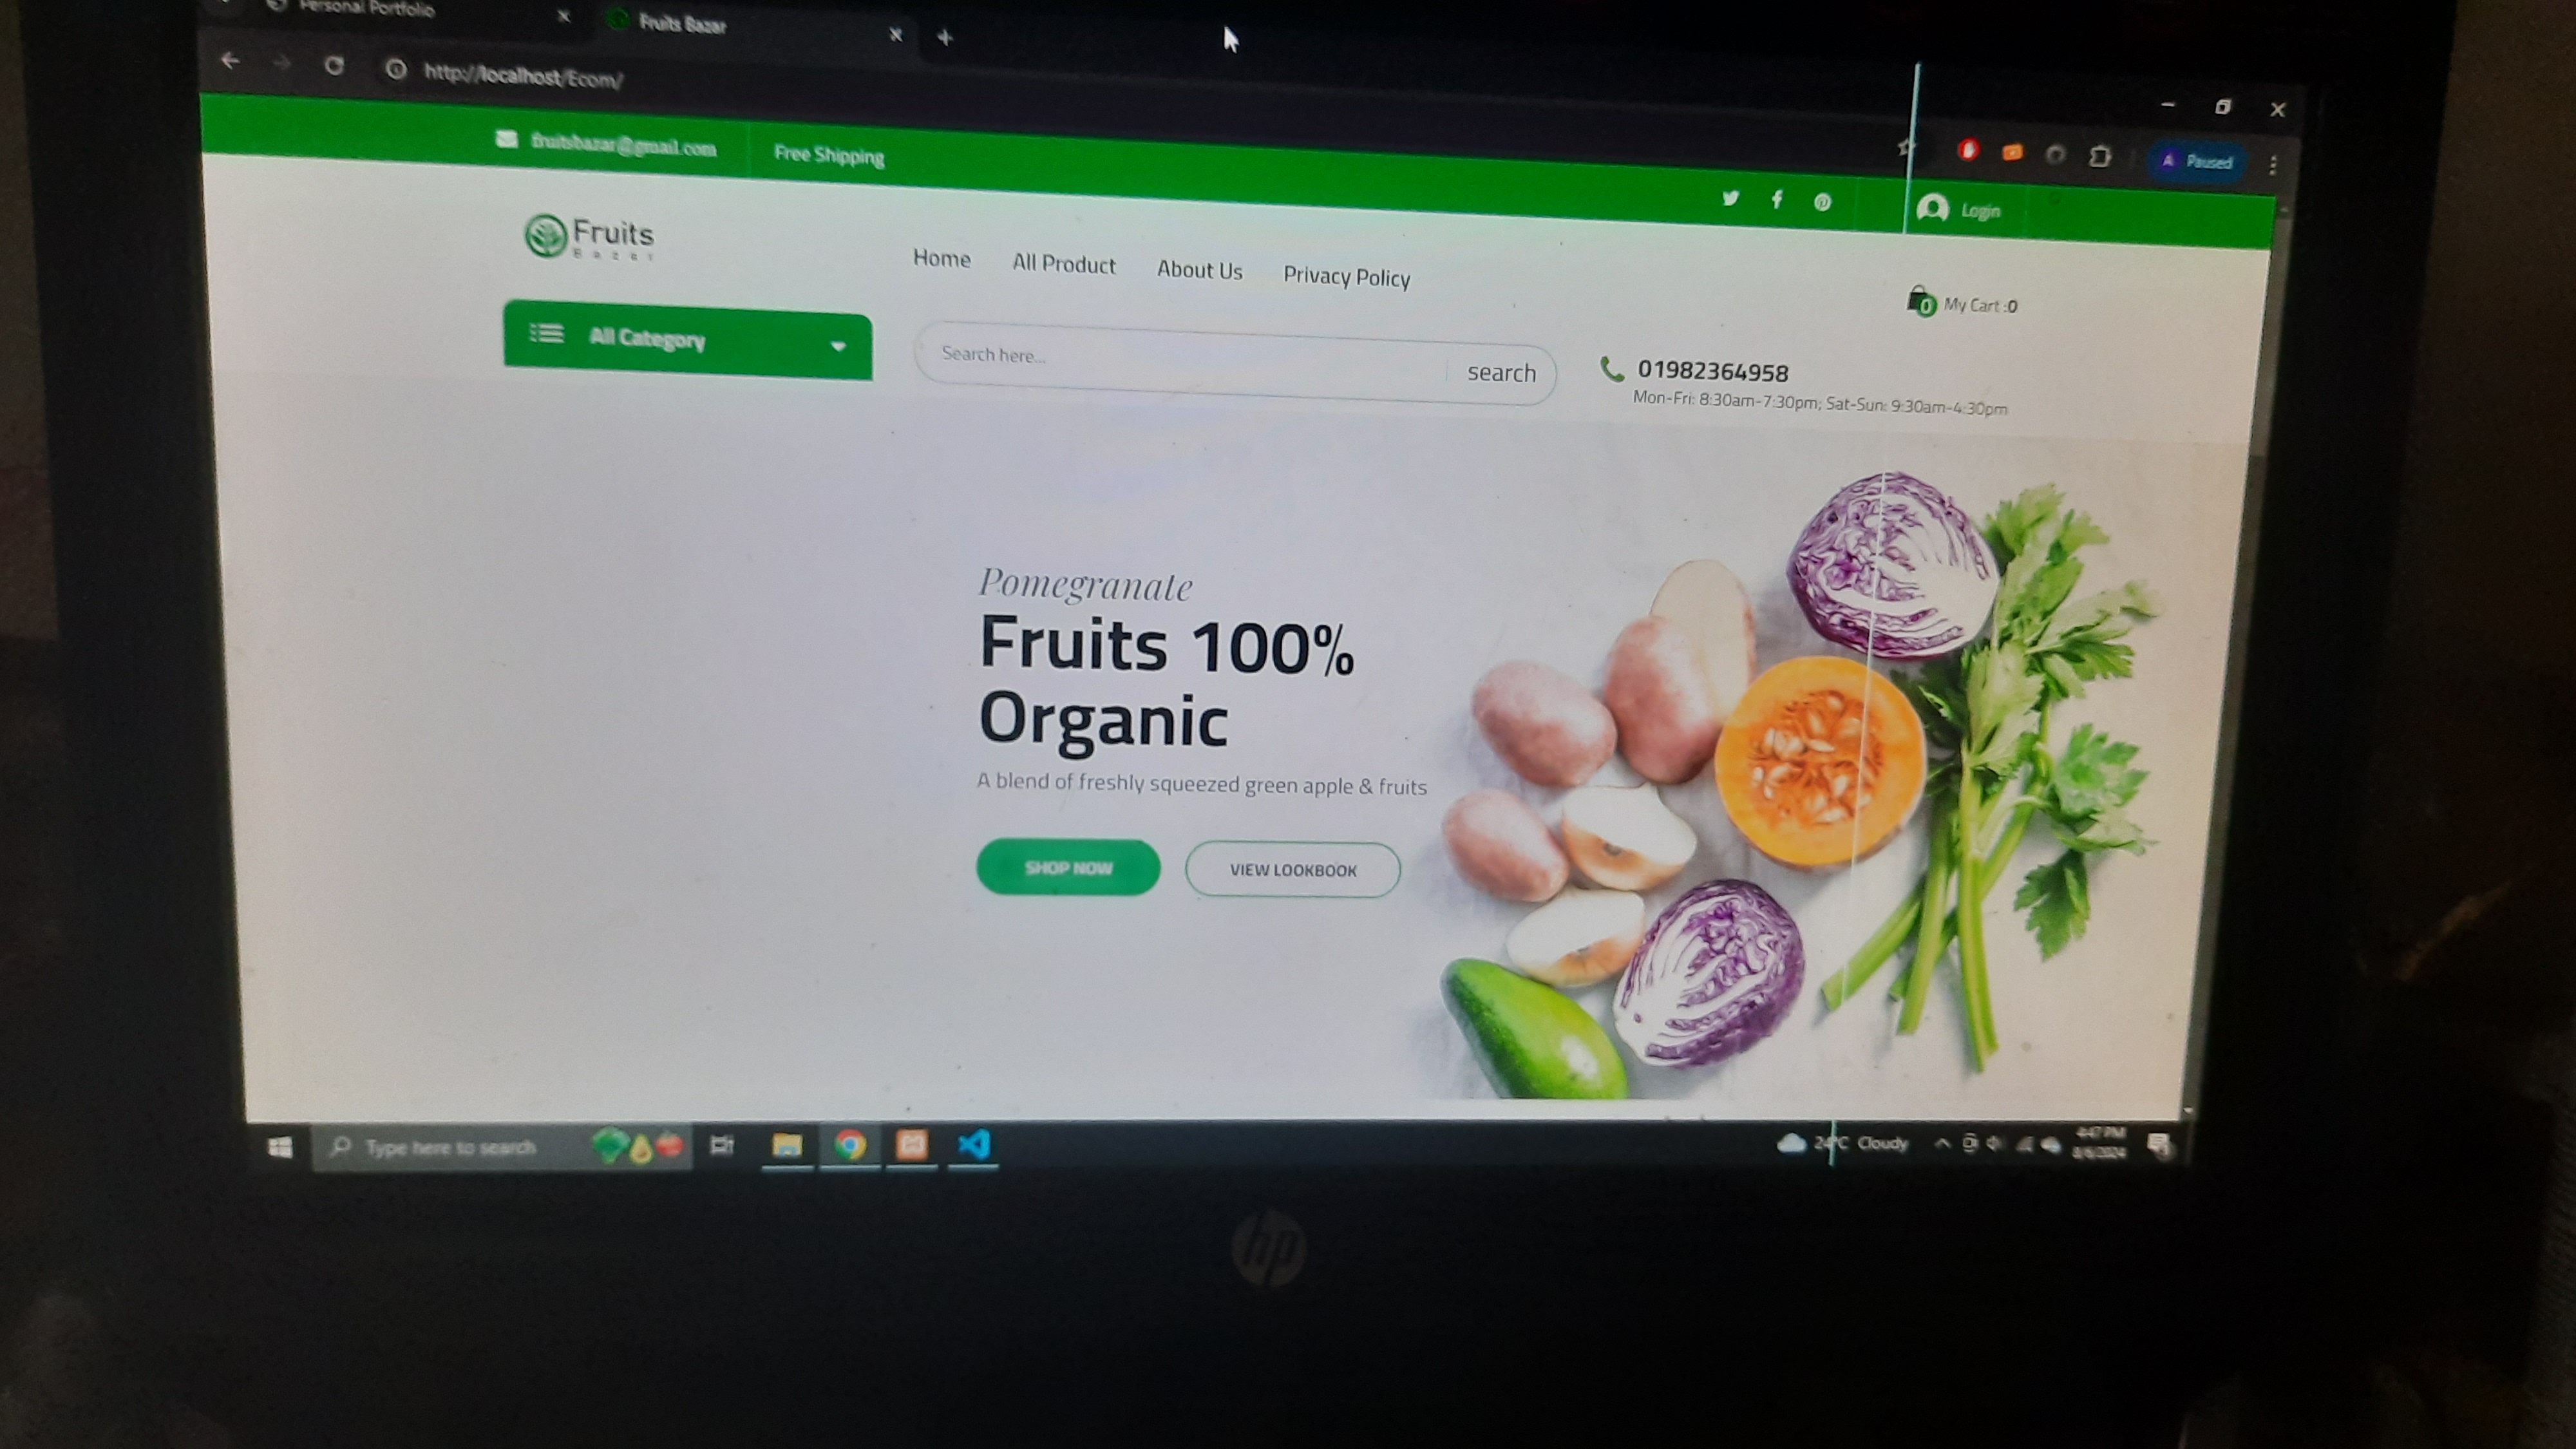 Personal Portfolio
Fruits Bazar
http://localhost/Ecom/
Paused
fruitsbazar@gmail.com
Free Shipping
Login
Fruits
Bazar
Home
All Product
About Us
Privacy Policy
0
My Cart :0
All Category
Search here...
search
01982364958
Mon-Fri: 8:30am-7:30pm; Sat-Sun: 9:30am-4:30pm
Pomegranate
Fruits 100%
Organic
A blend of freshly squeezed green apple & fruits
SHOP NOW
VIEW LOOKBOOK
Type here to search
24°C Cloudy
4:47 PM
hp